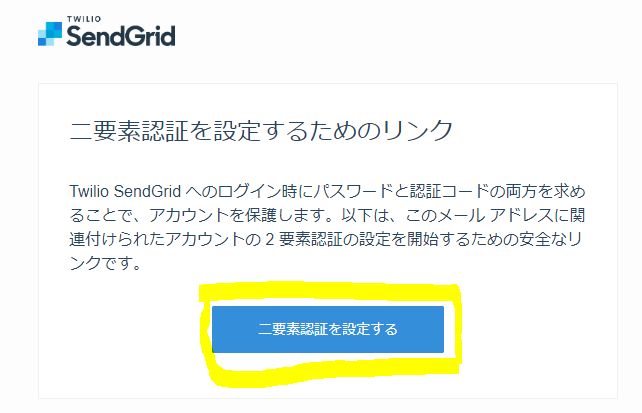 TWILIO
SendGrid
二要素認証を設定するためのリンク
Twilio SendGrid へのログイン時にパスワードと認証コードの両方を求め
ることで、アカウントを保護します。以下は、このメール アドレスに関
連付けられたアカウントの 2 要素認証の設定を開始するための安全なリ
ンクです。
二要素認証を設定する